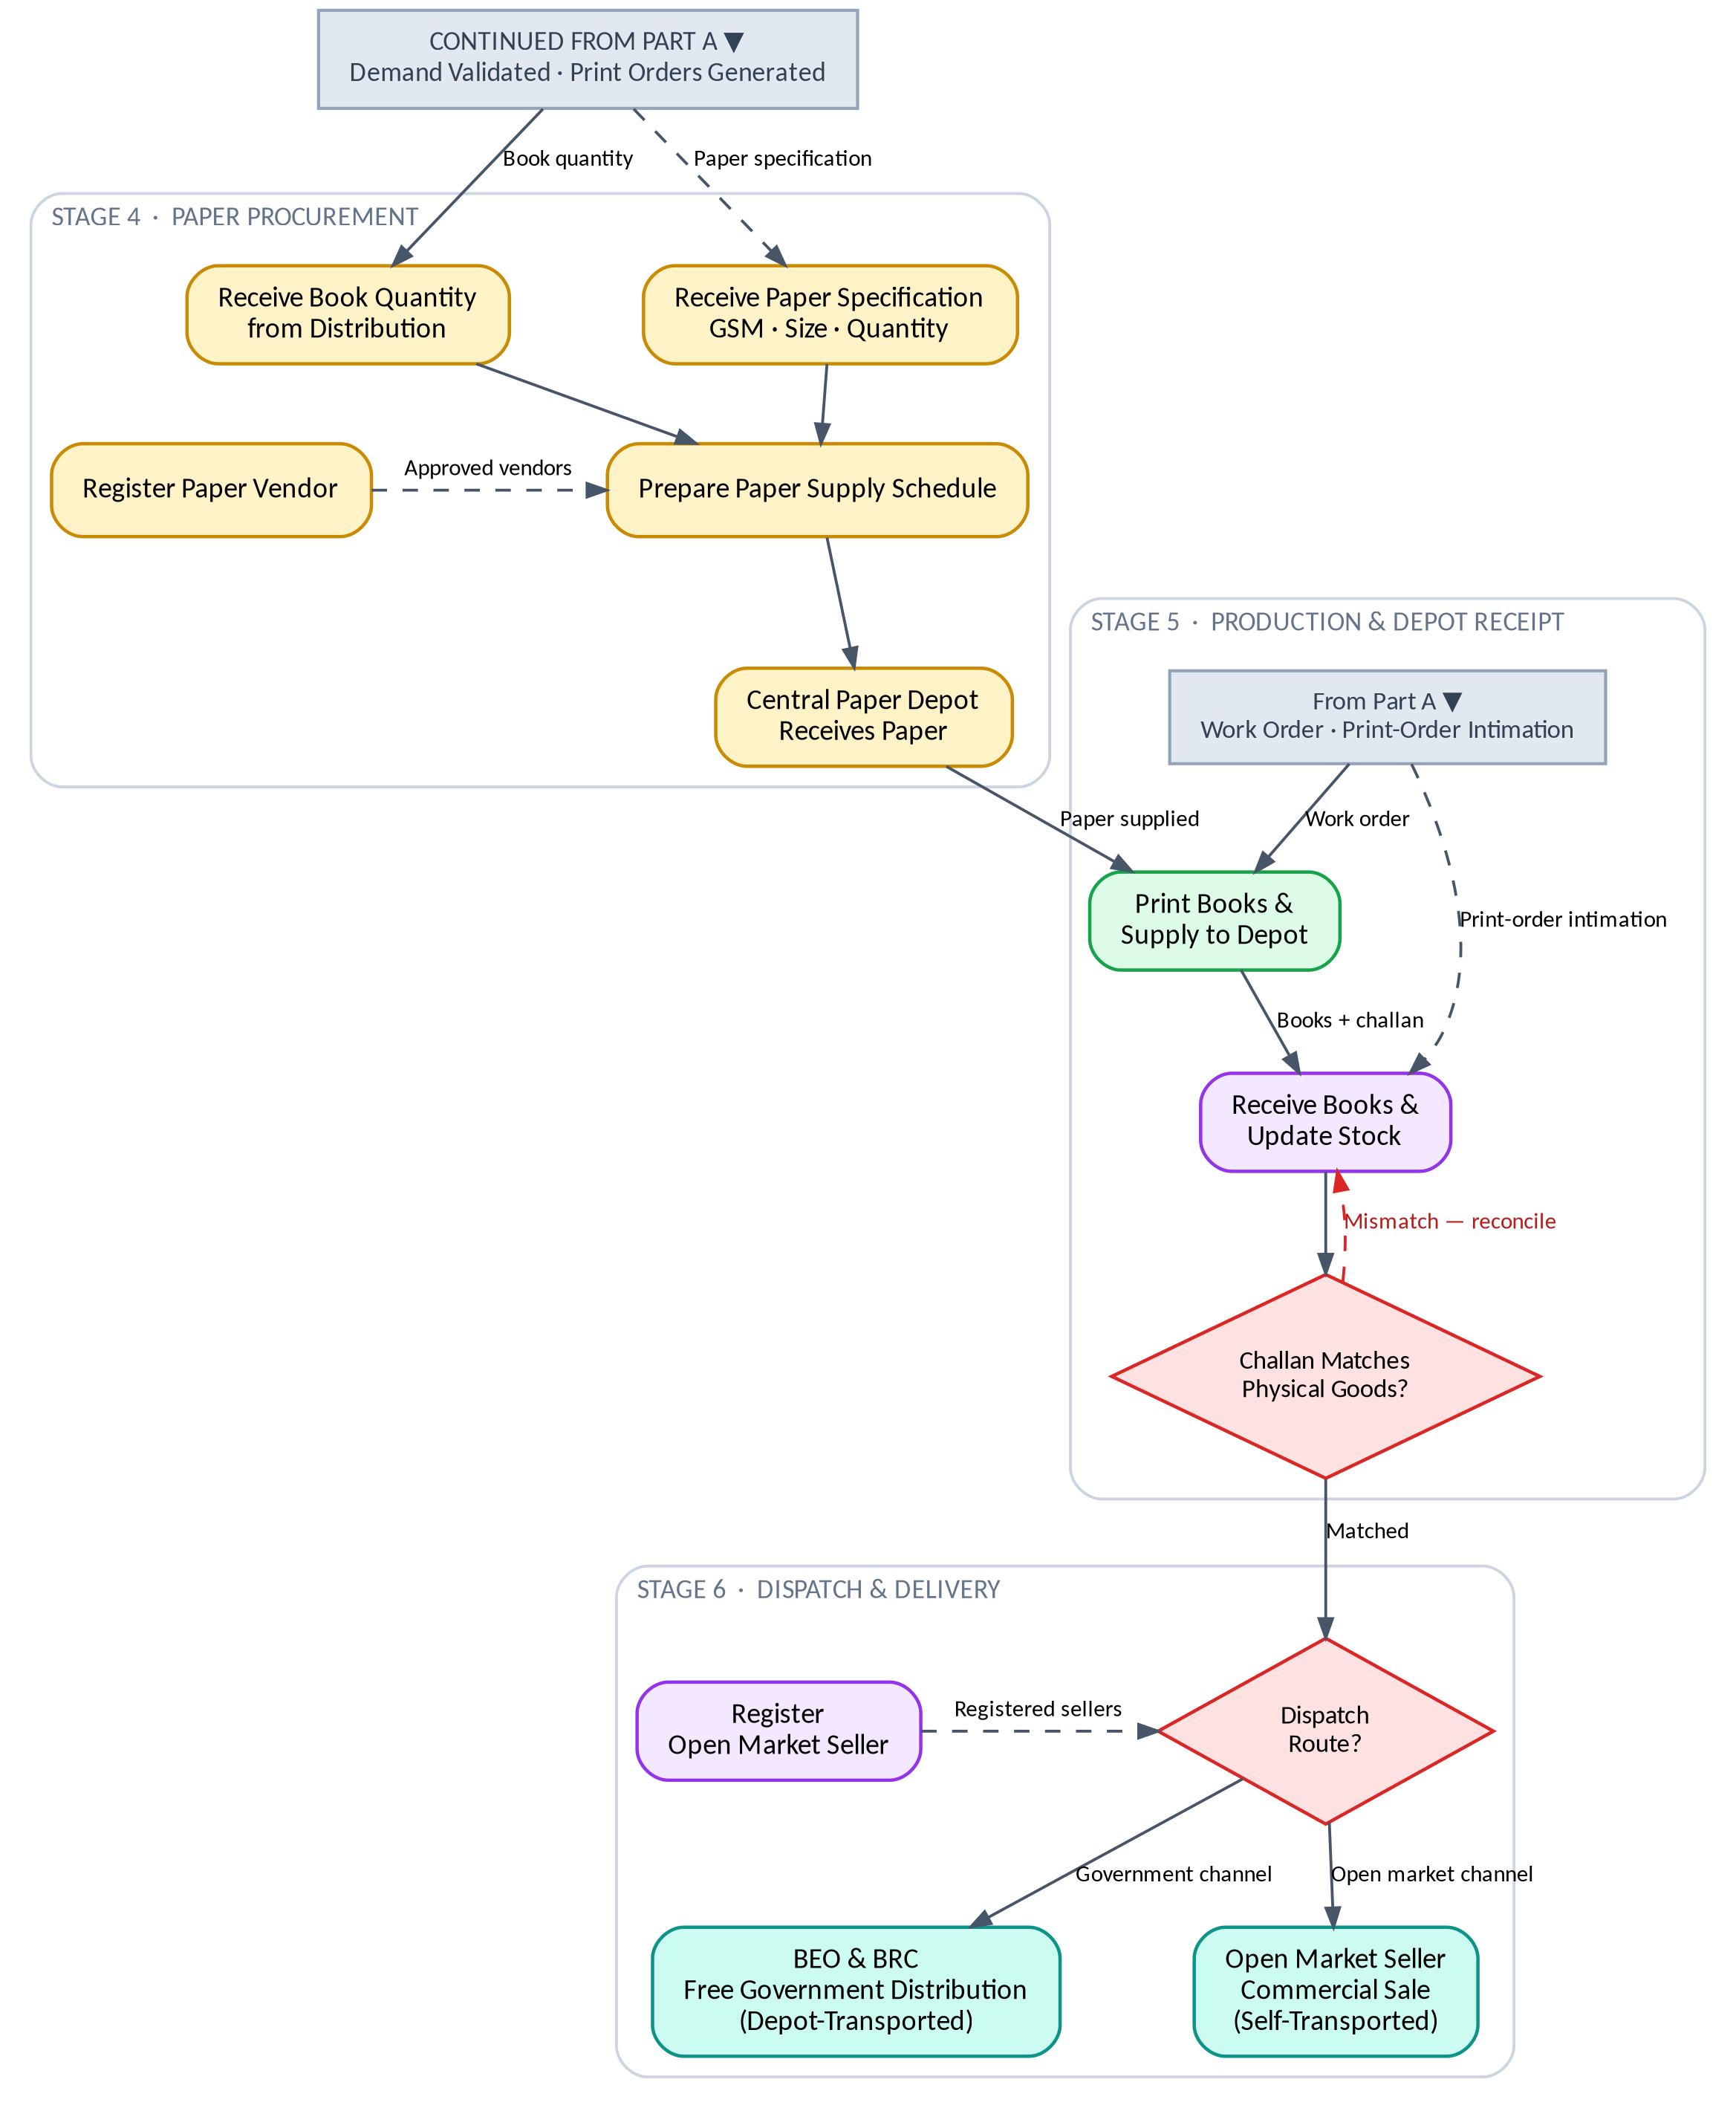 CONTINUED FROM PART A ▼
Demand Validated · Print Orders Generated
Book quantity
Paper specification
STAGE 4 · PAPER PROCUREMENT
Receive Book Quantity
from Distribution
Receive Paper Specification
GSM · Size · Quantity
Register Paper Vendor
Approved vendors
Prepare Paper Supply Schedule
Central Paper Depot
Receives Paper
STAGE 5 · PRODUCTION & DEPOT RECEIPT
From Part A ▼
Work Order · Print-Order Intimation
Paper supplied
Work order
Print Books &
Supply to Depot
Print-order intimation
Books + challan
Receive Books &
Update Stock
Mismatch — reconcile
Challan Matches
Physical Goods?
Matched
STAGE 6 · DISPATCH & DELIVERY
Register
Open Market Seller
Registered sellers
Dispatch
Route?
Government channel
Open market channel
BEO & BRC
Free Government Distribution
(Depot-Transported)
Open Market Seller
Commercial Sale
(Self-Transported)